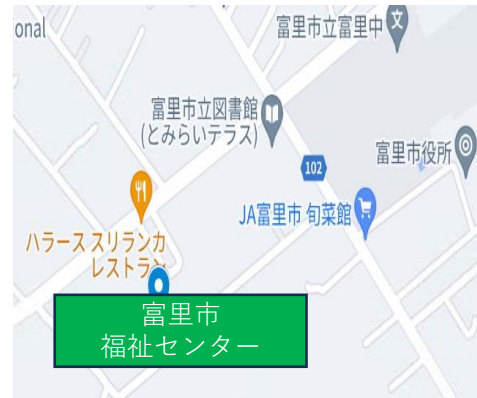 onal
富里市立富里中
富里市立図書館
(とみらいテラス)
富里市役所
102
JA富里市 旬菜館
ハラース スリランカ
レストラン
富里市
福祉センター